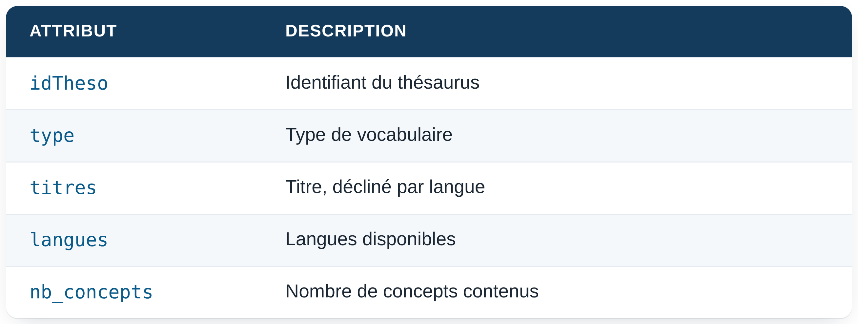 ATTRIBUT DESCRIPTION
idTheso Identifiant du thésaurus
type Type de vocabulaire
titres Titre, décliné par langue
langues Langues disponibles
nb_concepts Nombre de concepts contenus